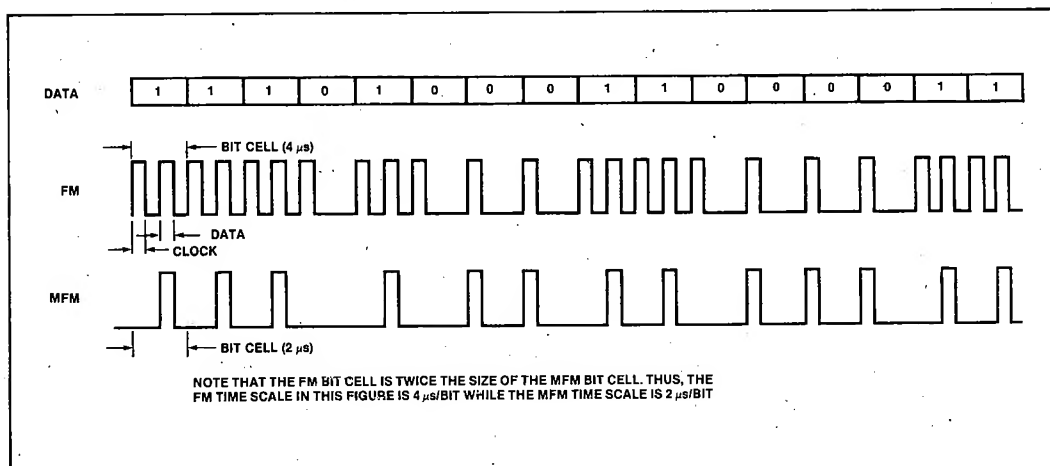 DATA 1 1 1 0 1 0 0 0 1 1 0 0 0 0 1 1
BIT CELL (4 µs)
FM
DATA
CLOCK
MFM
BIT CELL (2 µs)
NOTE THAT THE FM BIT CELL IS TWICE THE SIZE OF THE MFM BIT CELL. THUS, THE
FM TIME SCALE IN THIS FIGURE IS 4 µs/BIT WHILE THE MFM TIME SCALE IS 2 µs/BIT